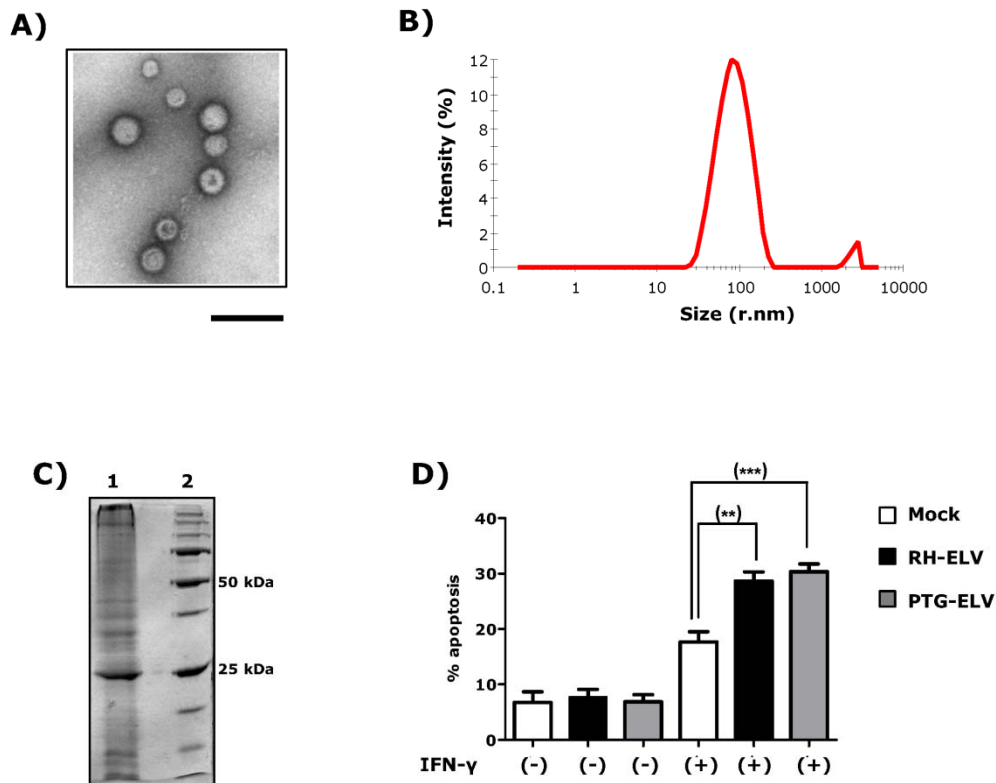 A)
B)
12
10
8
6
4
2
0
Intensity (%)
0.1 1 10 100 1000 10000
Size (r.nm)
C)
1 2
50 kDa
25 kDa
D)
40
30
20
10
0
% apoptosis
(***)
(**)
IFN-γ (-) (-) (-) (+) (+) (+)
Mock
RH-ELV
PTG-ELV